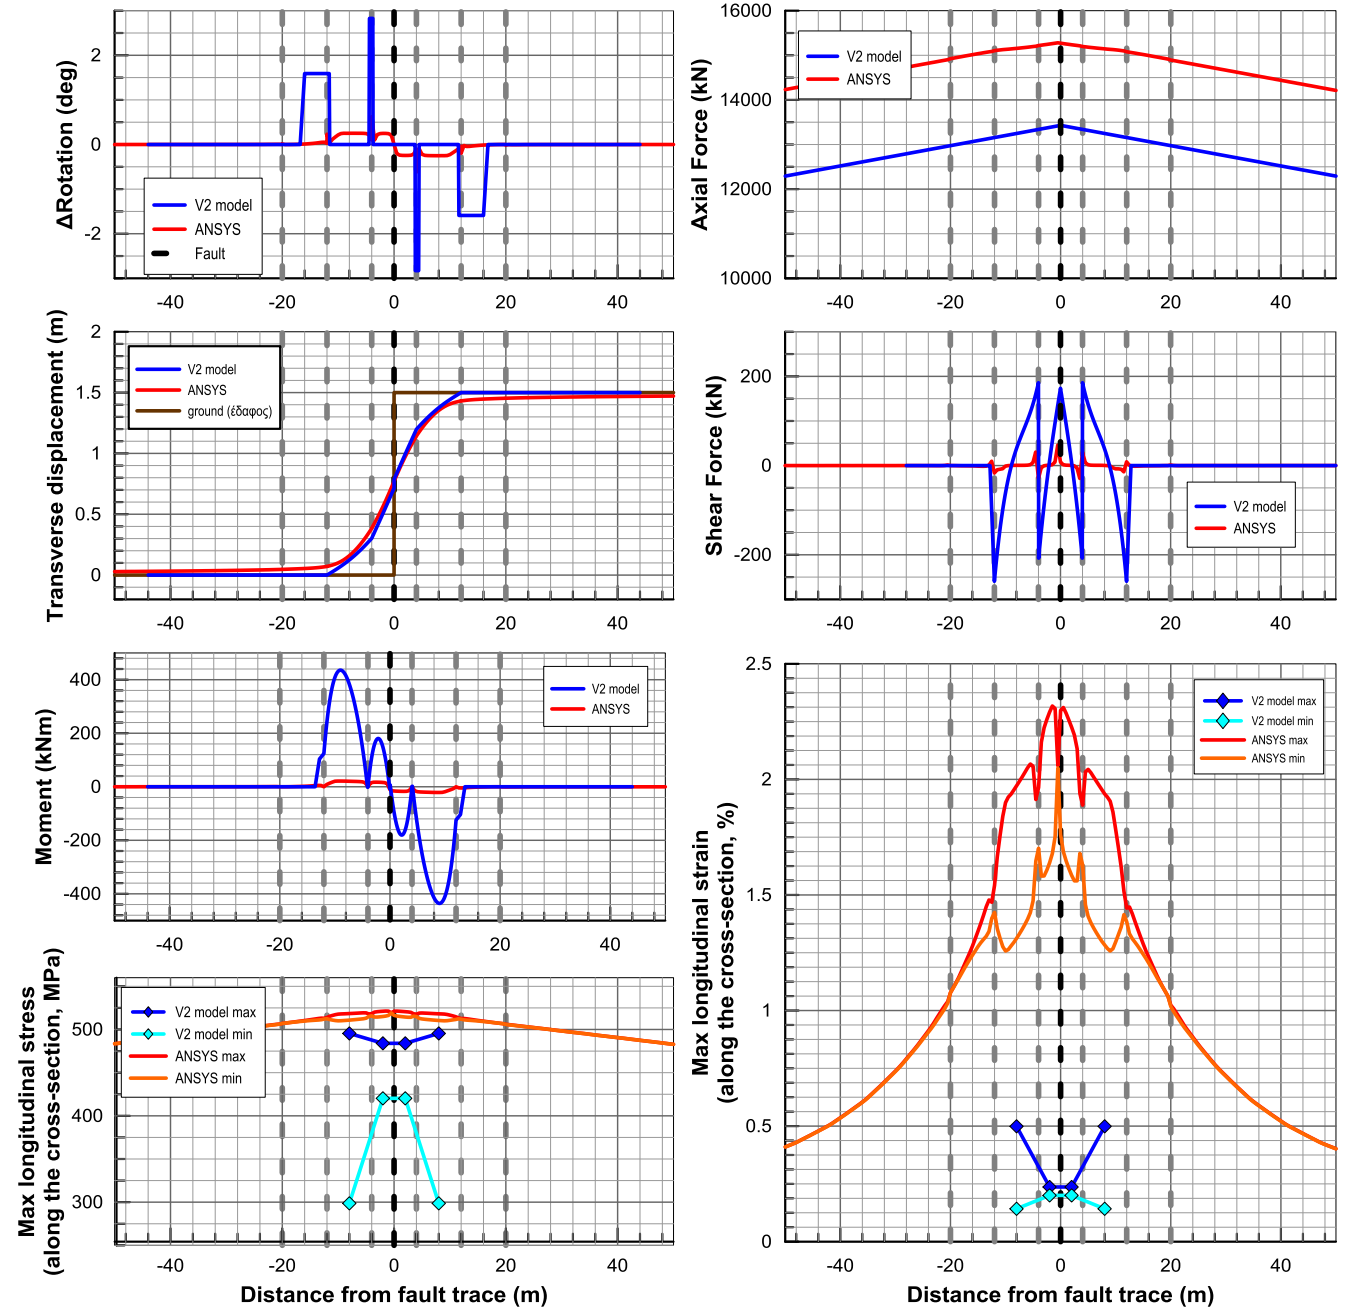 ΔRotation (deg)
2
0
-2
V2 model
ANSYS
Fault
-40
-20
0
20
40
Axial Force (kN)
16000
14000
12000
10000
V2 model
ANSYS
-40
-20
0
20
40
Transverse displacement (m)
2
1.5
1
0.5
0
V2 model
ANSYS
ground (έδαφος)
-40
-20
0
20
40
Shear Force (kN)
200
0
-200
V2 model
ANSYS
-40
-20
0
20
40
Moment (kNm)
400
200
0
-200
-400
V2 model
ANSYS
-40
-20
0
20
40
Max longitudinal stress
(along the cross-section, MPa)
500
400
300
V2 model max
V2 model min
ANSYS max
ANSYS min
-40
-20
0
20
40
Distance from fault trace (m)
Max longitudinal strain
(along the cross-section, %)
2.5
2
1.5
1
0.5
0
V2 model max
V2 model min
ANSYS max
ANSYS min
-40
-20
0
20
40
Distance from fault trace (m)